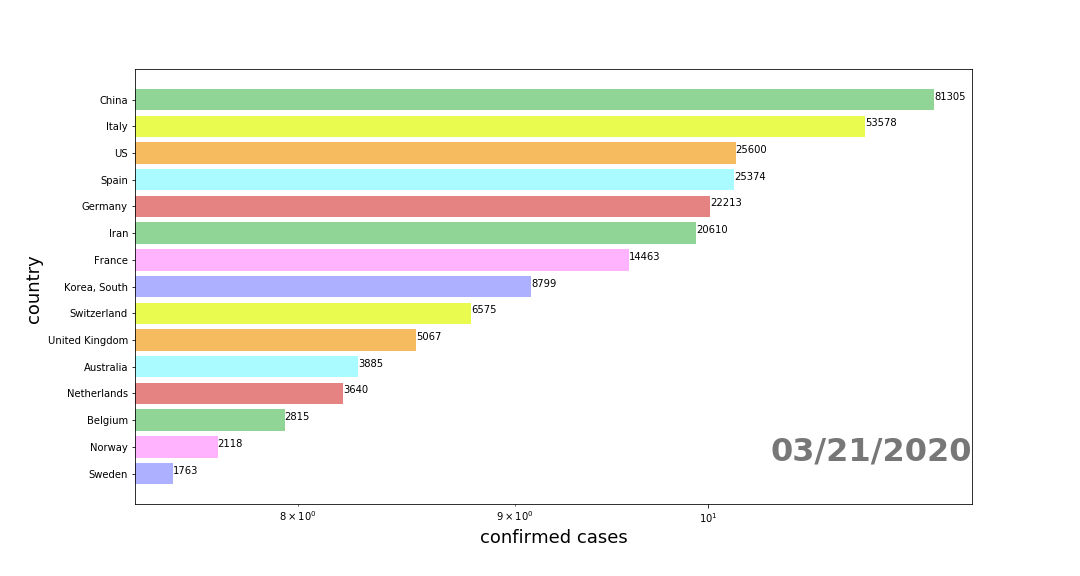 China 81305
Italy 53578
US 25600
Spain 25374
Germany 22213
Iran 20610
France 14463
Korea, South 8799
Switzerland 6575
United Kingdom 5067
Australia 3885
Netherlands 3640
Belgium 2815
Norway 2118
Sweden 1763
03/21/2020
country
8 × 10⁰ 9 × 10⁰ 10¹
confirmed cases